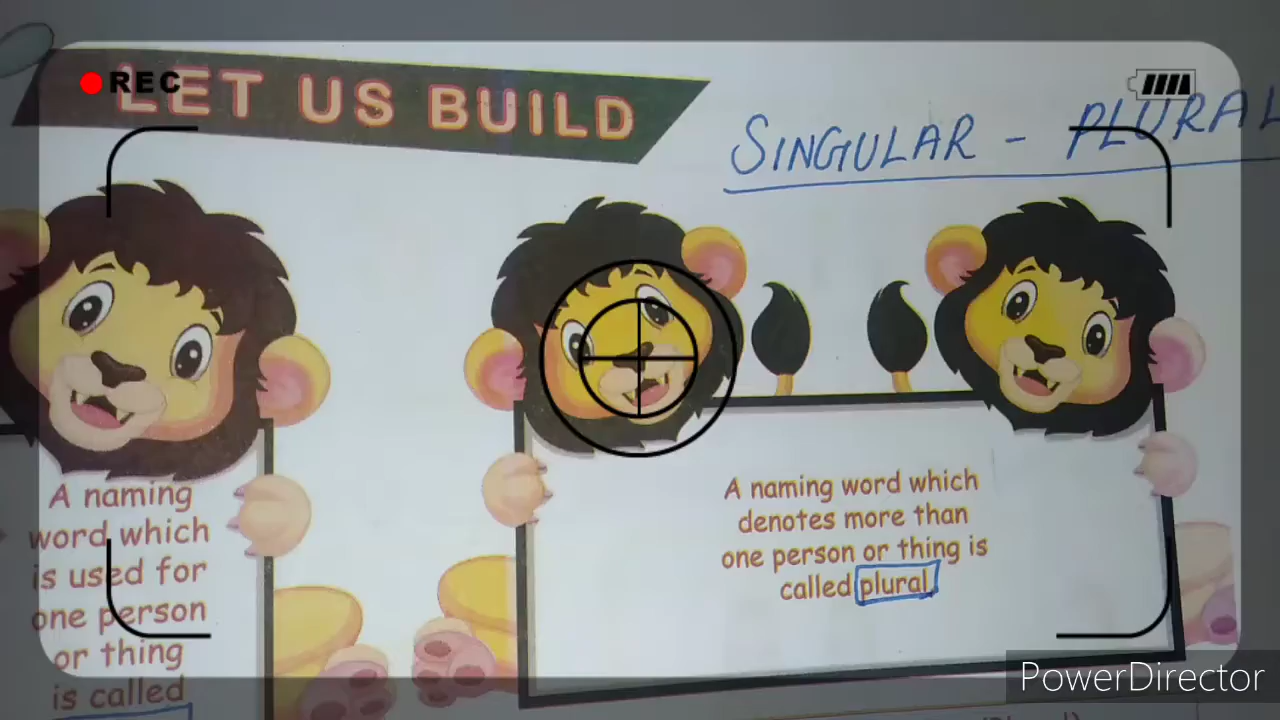 REC
LET US BUILD
SINGULAR - PLURAL
A naming
word which
is used for
one person
or thing
is called
A naming word which
denotes more than
one person or thing is
called plural.
PowerDirector